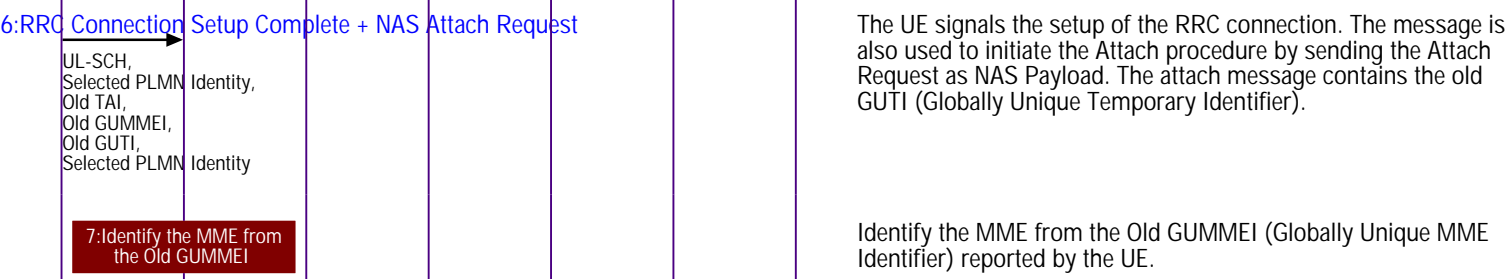 6:RRC Connection Setup Complete + NAS Attach Request
UL-SCH,
Selected PLMN Identity,
Old TAI,
Old GUMMEI,
Old GUTI,
Selected PLMN Identity
The UE signals the setup of the RRC connection. The message is
also used to initiate the Attach procedure by sending the Attach
Request as NAS Payload. The attach message contains the old
GUTI (Globally Unique Temporary Identifier).
7:Identify the MME from
the Old GUMMEI
Identify the MME from the Old GUMMEI (Globally Unique MME
Identifier) reported by the UE.